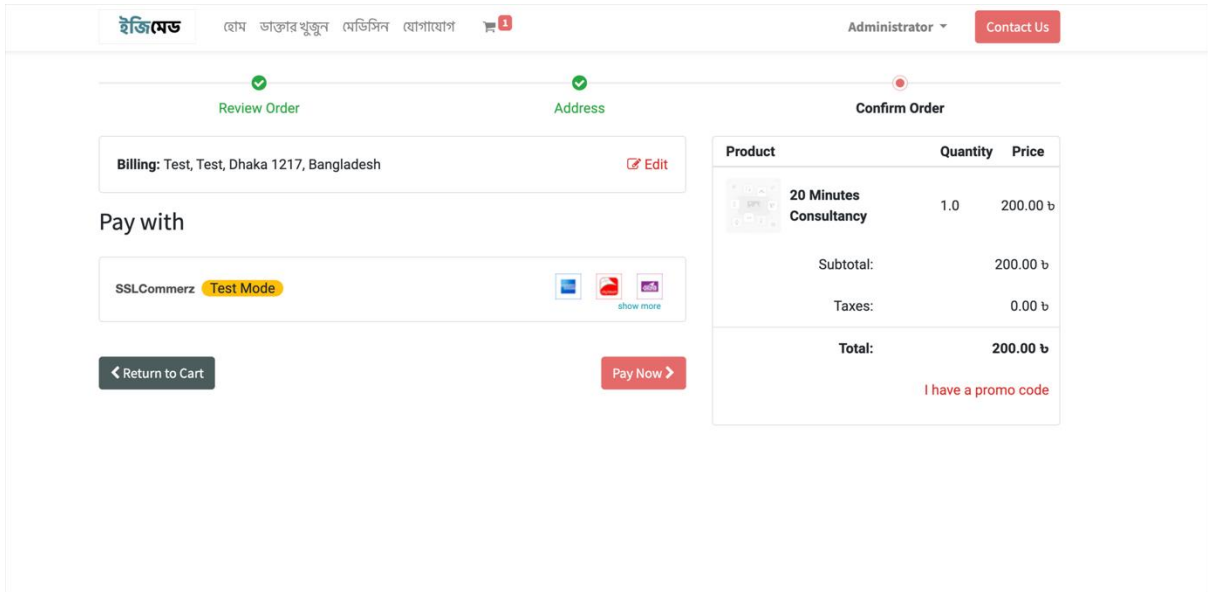 ইজিমেড হোম ডাক্তার খুজুন মেডিসিন যোগাযোগ 1 Administrator Contact Us
Review Order Address Confirm Order
Billing: Test, Test, Dhaka 1217, Bangladesh Edit
Pay with
SSLCommerz Test Mode
show more
Return to Cart Pay Now
Product Quantity Price
20 Minutes
Consultancy 1.0 200.00 ৳
Subtotal: 200.00 ৳
Taxes: 0.00 ৳
Total: 200.00 ৳
I have a promo code